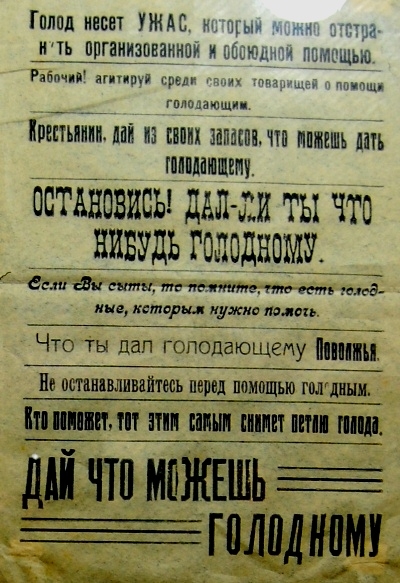 Голод несет УЖАС, который можно отстра-
нить организованной и обоюдной помощью.
Рабочий! агитируй среди своих товарищей о помощи
голодающим.
Крестьянин, дай из своих запасов, что можешь дать
голодающему.
ОСТАНОВИСЬ! ДАЛ-ЛИ ТЫ ЧТО
НИБУДЬ ГОЛОДНОМУ.
Если Вы сыты, то помните, что есть голод-
ные, которым нужно помочь.
Что ты дал голодающему Поволжья.
Не останавливайтесь перед помощью голодным.
Кто поможет, тот этим самым снимет петлю голода.
ДАЙ ЧТО МОЖЕШЬ
ГОЛОДНОМУ